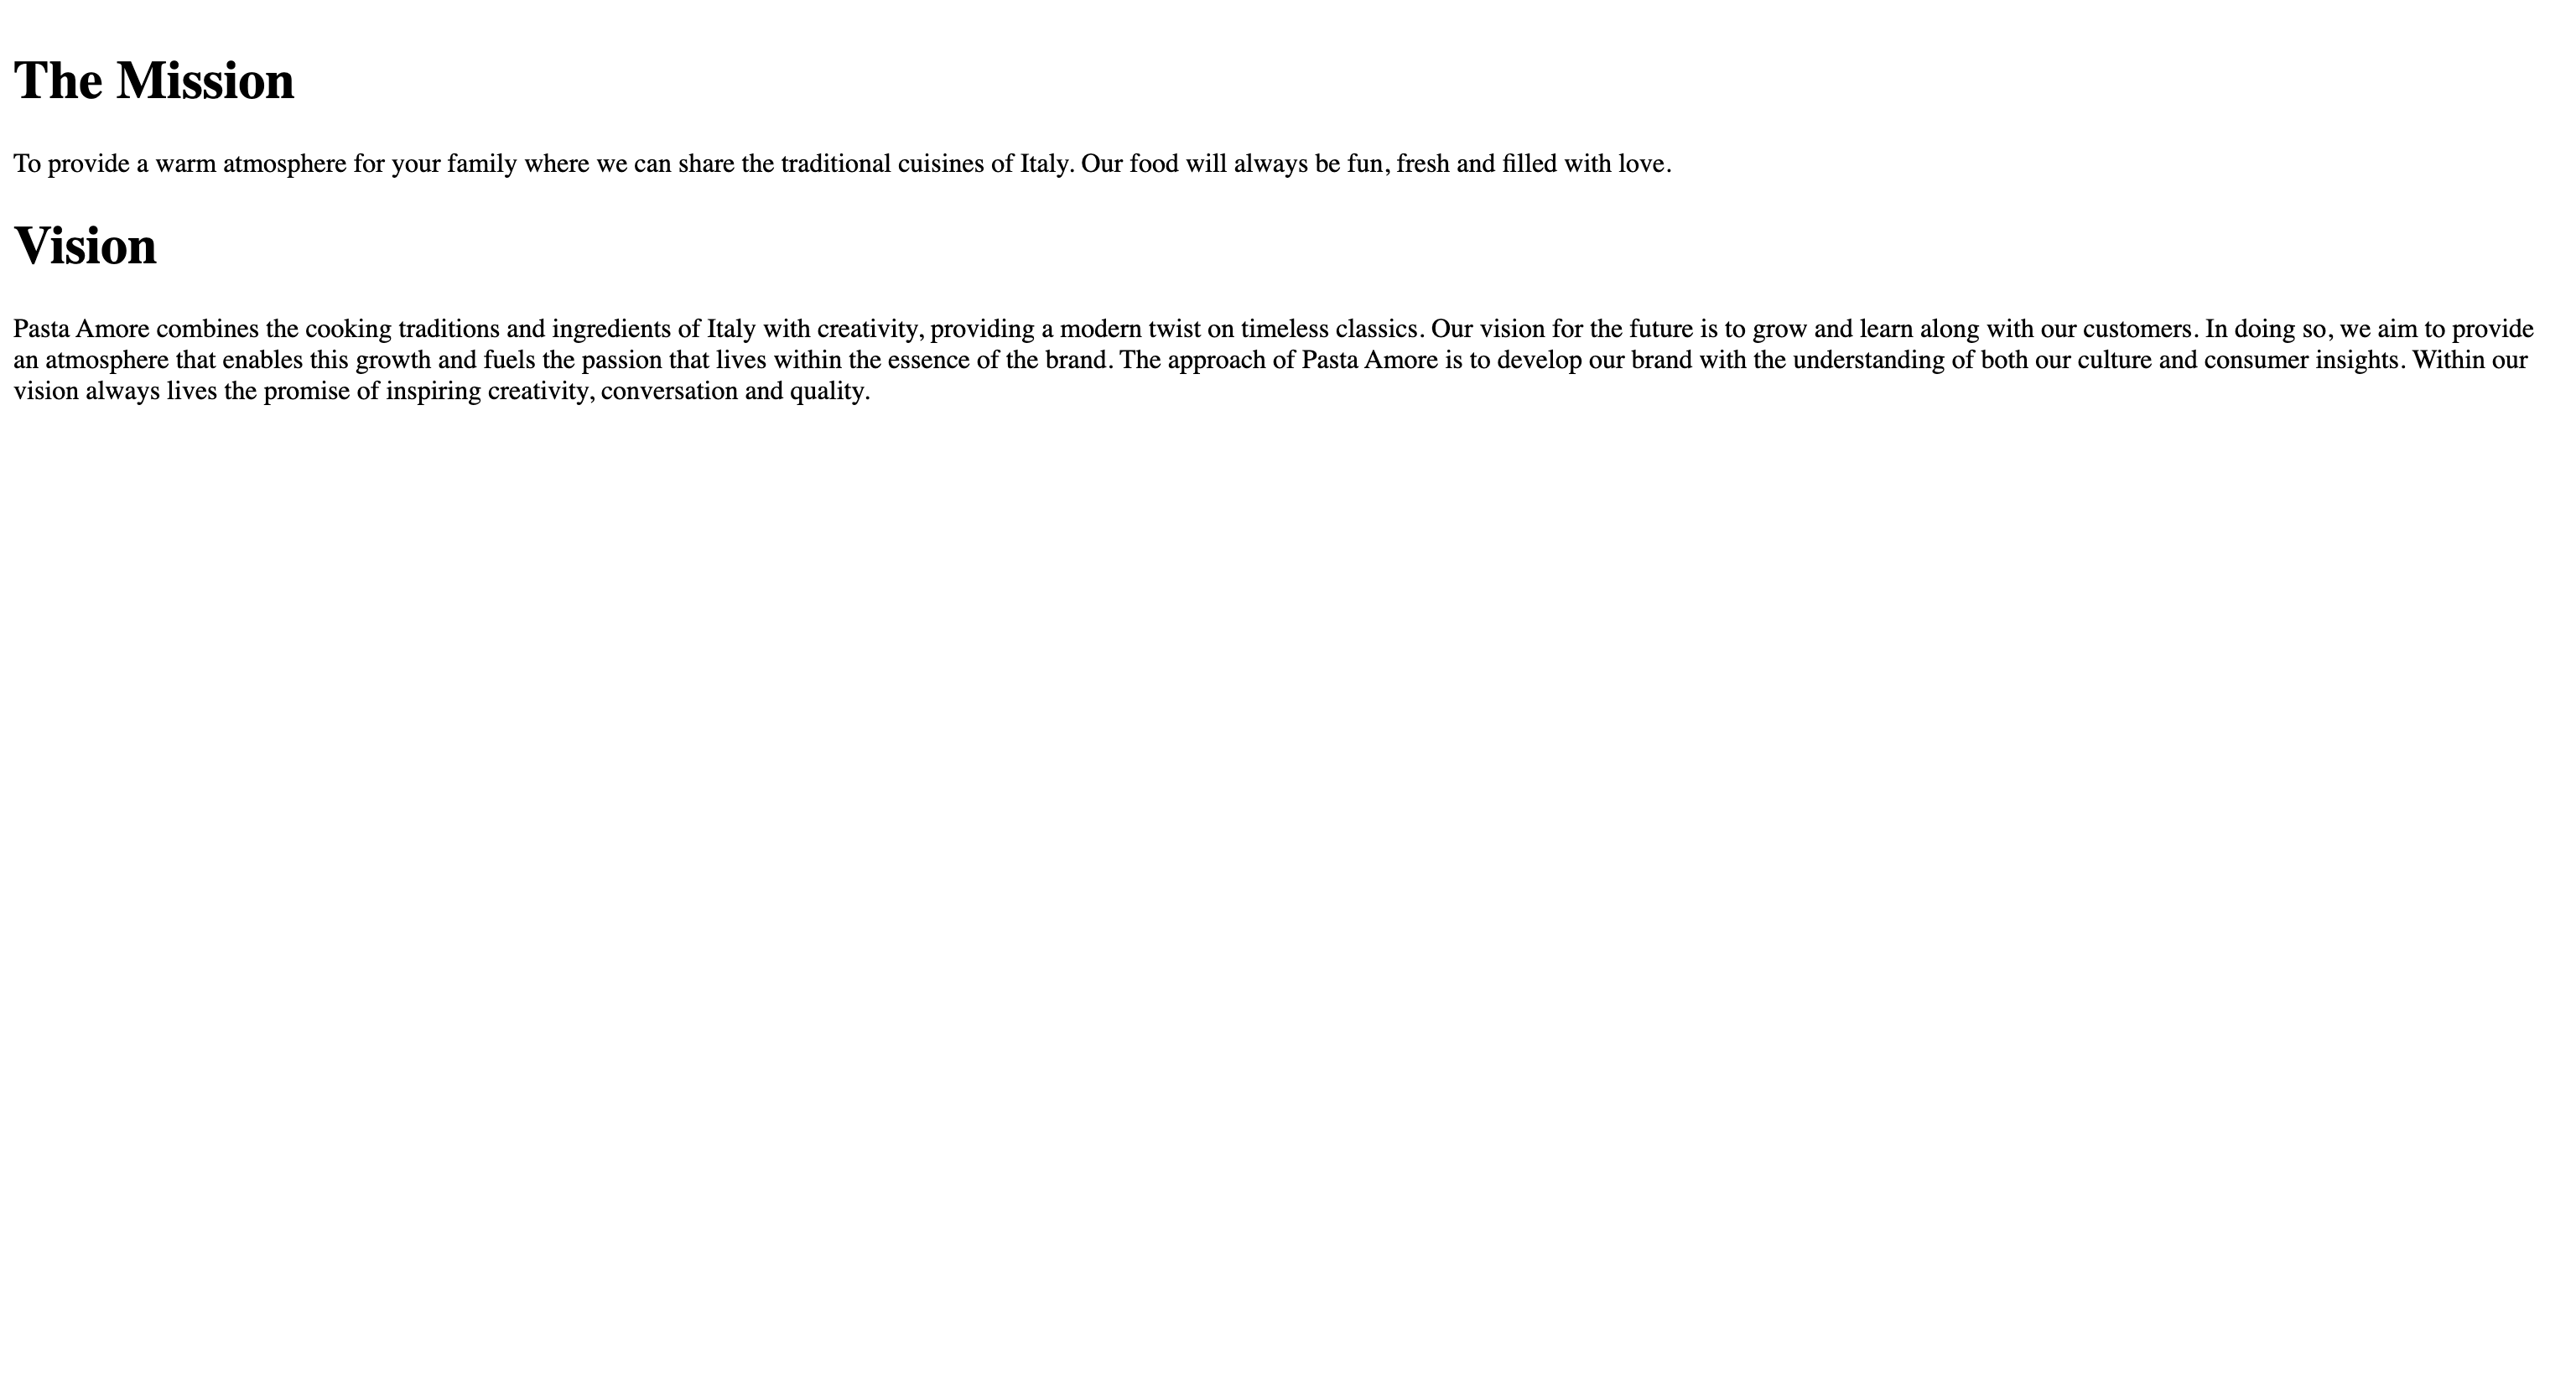 The Mission
To provide a warm atmosphere for your family where we can share the traditional cuisines of Italy. Our food will always be fun, fresh and filled with love.
Vision
Pasta Amore combines the cooking traditions and ingredients of Italy with creativity, providing a modern twist on timeless classics. Our vision for the future is to grow and learn along with our customers. In doing so, we aim to provide
an atmosphere that enables this growth and fuels the passion that lives within the essence of the brand. The approach of Pasta Amore is to develop our brand with the understanding of both our culture and consumer insights. Within our
vision always lives the promise of inspiring creativity, conversation and quality.